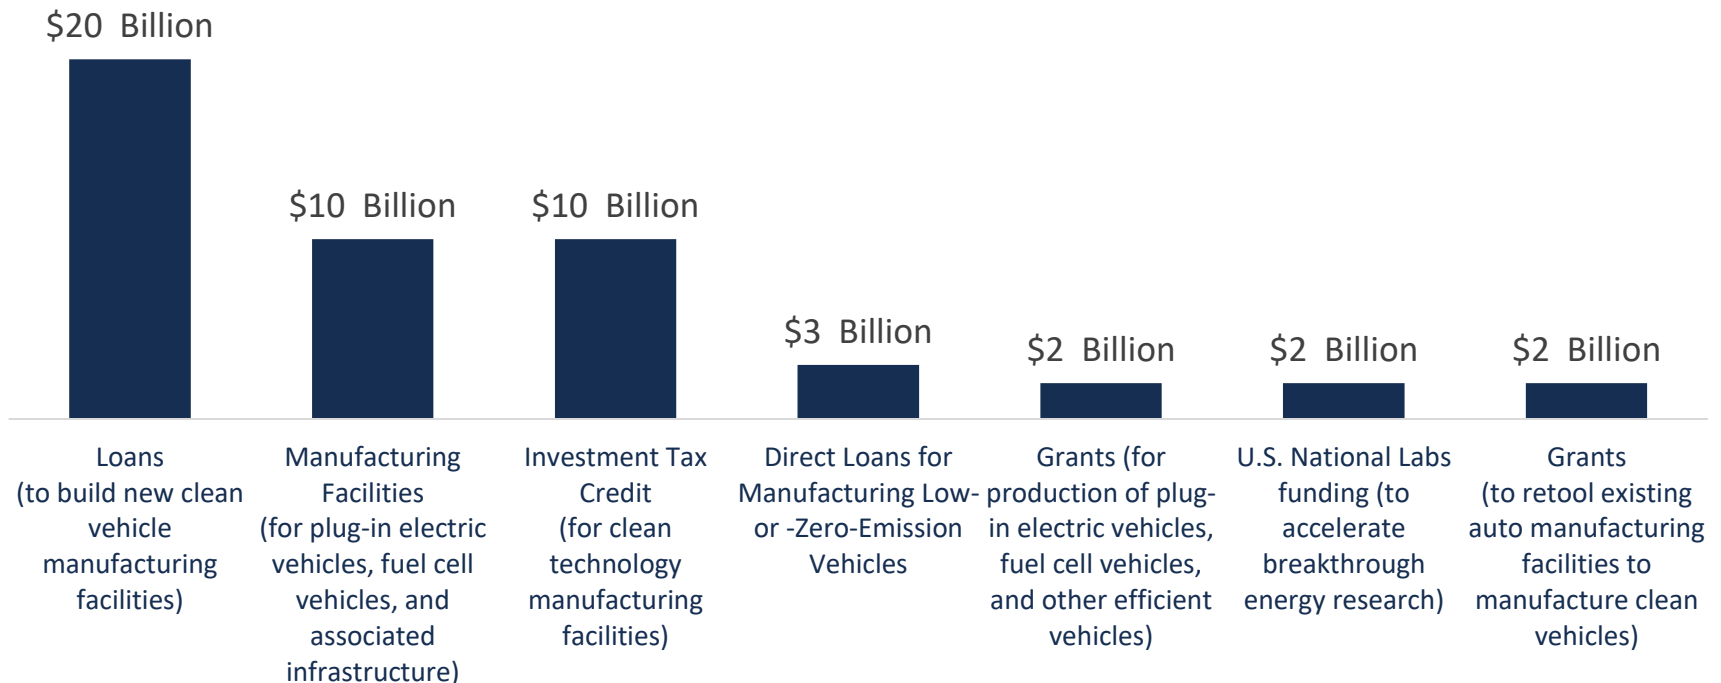 $20 Billion
$10 Billion
$10 Billion
$3 Billion
$2 Billion
$2 Billion
$2 Billion
Loans
(to build new clean
vehicle
manufacturing
facilities)
Manufacturing
Facilities
(for plug-in electric
vehicles, fuel cell
vehicles, and
associated
infrastructure)
Investment Tax
Credit
(for clean
technology
manufacturing
facilities)
Direct Loans for
Manufacturing Low-
or -Zero-Emission
Vehicles
Grants (for
production of plug-
in electric vehicles,
fuel cell vehicles,
and other efficient
vehicles)
U.S. National Labs
funding (to
accelerate
breakthrough
energy research)
Grants
(to retool existing
auto manufacturing
facilities to
manufacture clean
vehicles)